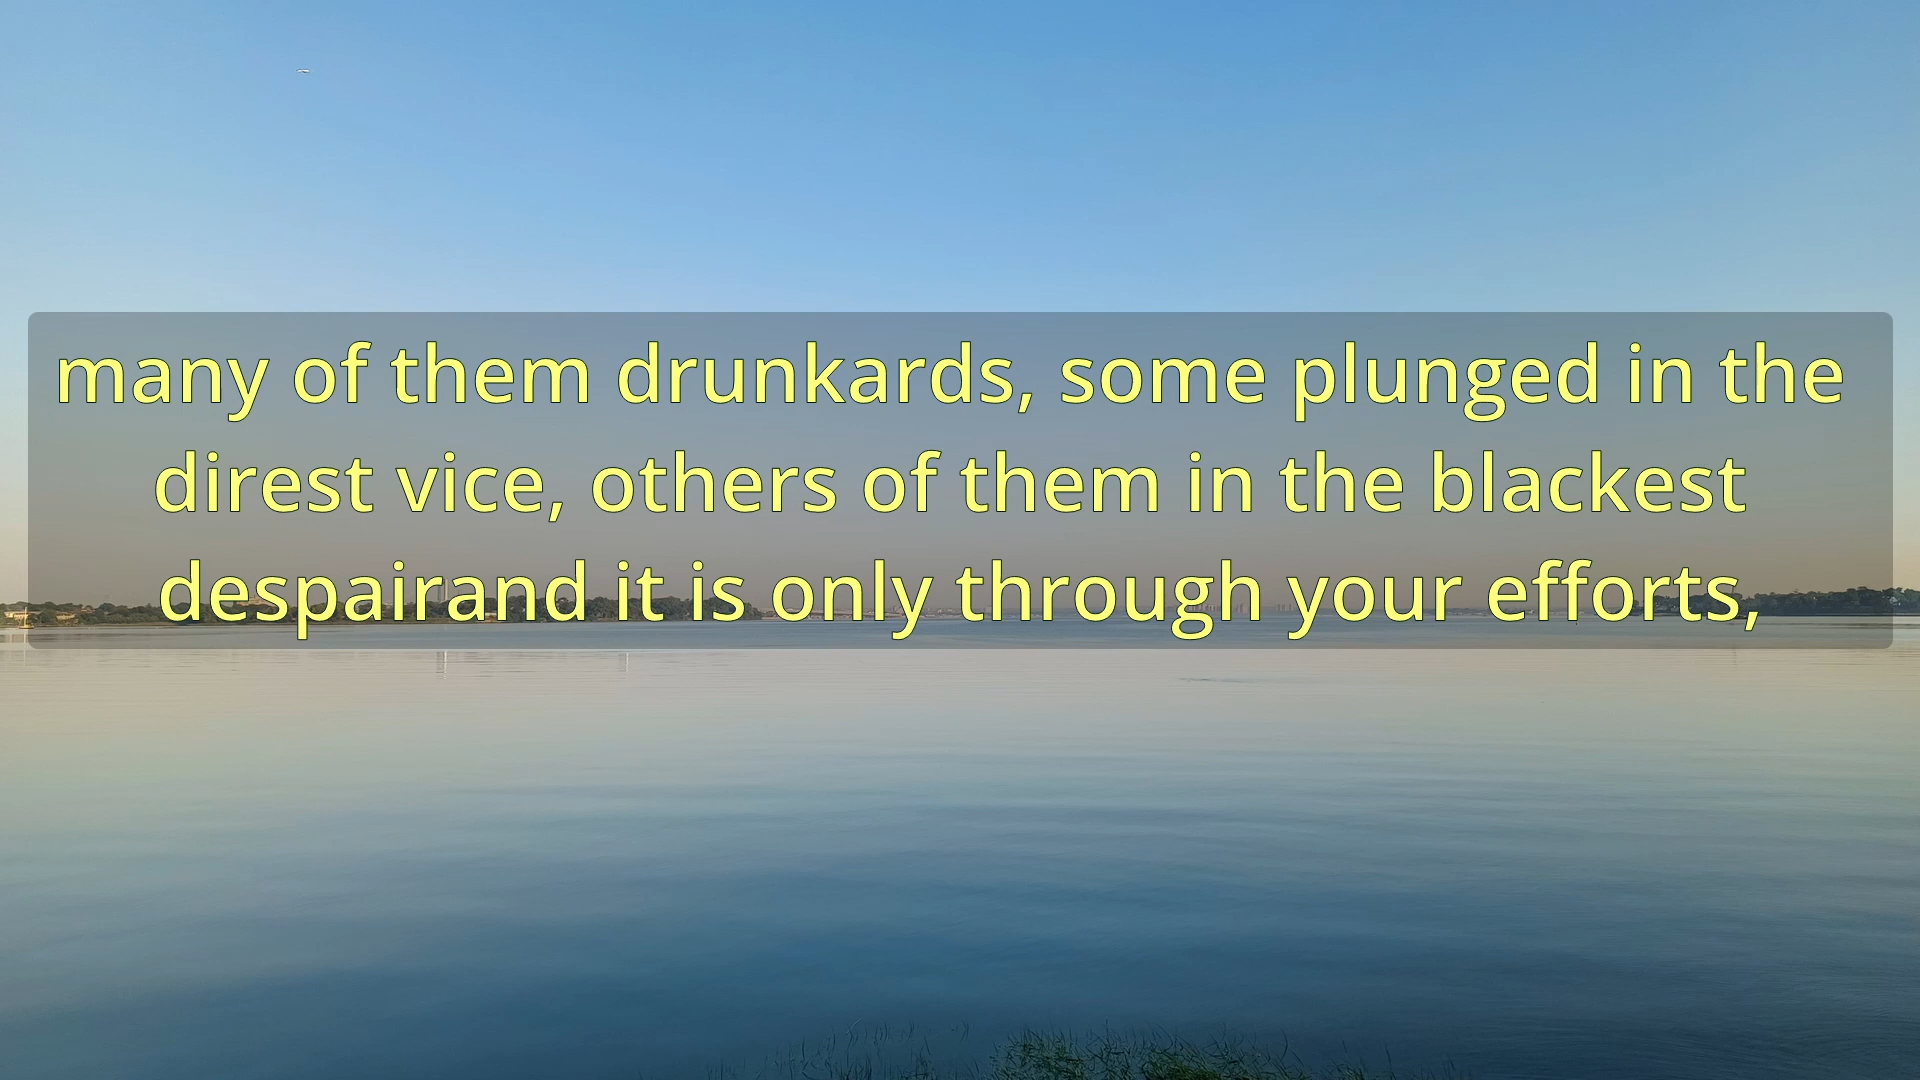 many of them drunkards, some plunged in the
direst vice, others of them in the blackest
despairand it is only through your efforts,